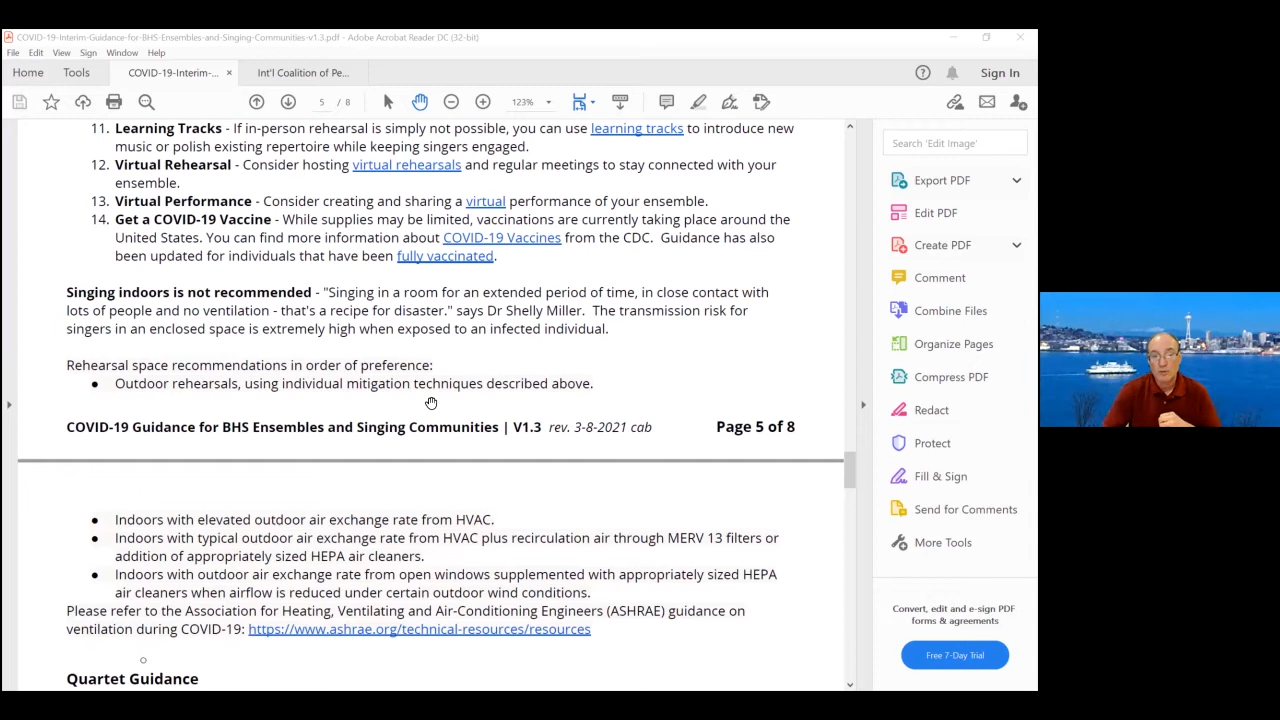 COVID-19-Interim-Guidance-for-BHS-Ensembles-and-Singing-Communities-v1.3.pdf - Adobe Acrobat Reader DC (32-bit)
File Edit View Sign Window Help
Home Tools COVID-19-Interim-... × Int'l Coalition of Pe... Sign In
5 / 8 123%
11. Learning Tracks - If in-person rehearsal is simply not possible, you can use learning tracks to introduce new
music or polish existing repertoire while keeping singers engaged.
12. Virtual Rehearsal - Consider hosting virtual rehearsals and regular meetings to stay connected with your
ensemble.
13. Virtual Performance - Consider creating and sharing a virtual performance of your ensemble.
14. Get a COVID-19 Vaccine - While supplies may be limited, vaccinations are currently taking place around the
United States. You can find more information about COVID-19 Vaccines from the CDC. Guidance has also
been updated for individuals that have been fully vaccinated.
Singing indoors is not recommended - "Singing in a room for an extended period of time, in close contact with
lots of people and no ventilation - that's a recipe for disaster." says Dr Shelly Miller. The transmission risk for
singers in an enclosed space is extremely high when exposed to an infected individual.
Rehearsal space recommendations in order of preference:
● Outdoor rehearsals, using individual mitigation techniques described above.
COVID-19 Guidance for BHS Ensembles and Singing Communities | V1.3 rev. 3-8-2021 cab Page 5 of 8
● Indoors with elevated outdoor air exchange rate from HVAC.
● Indoors with typical outdoor air exchange rate from HVAC plus recirculation air through MERV 13 filters or
addition of appropriately sized HEPA air cleaners.
● Indoors with outdoor air exchange rate from open windows supplemented with appropriately sized HEPA
air cleaners when airflow is reduced under certain outdoor wind conditions.
Please refer to the Association for Heating, Ventilating and Air-Conditioning Engineers (ASHRAE) guidance on
ventilation during COVID-19: https://www.ashrae.org/technical-resources/resources
Quartet Guidance
Search 'Edit Image'
Export PDF
Edit PDF
Create PDF
Comment
Combine Files
Organize Pages
Compress PDF
Redact
Protect
Fill & Sign
Send for Comments
More Tools
Convert, edit and e-sign PDF
forms & agreements
Free 7-Day Trial